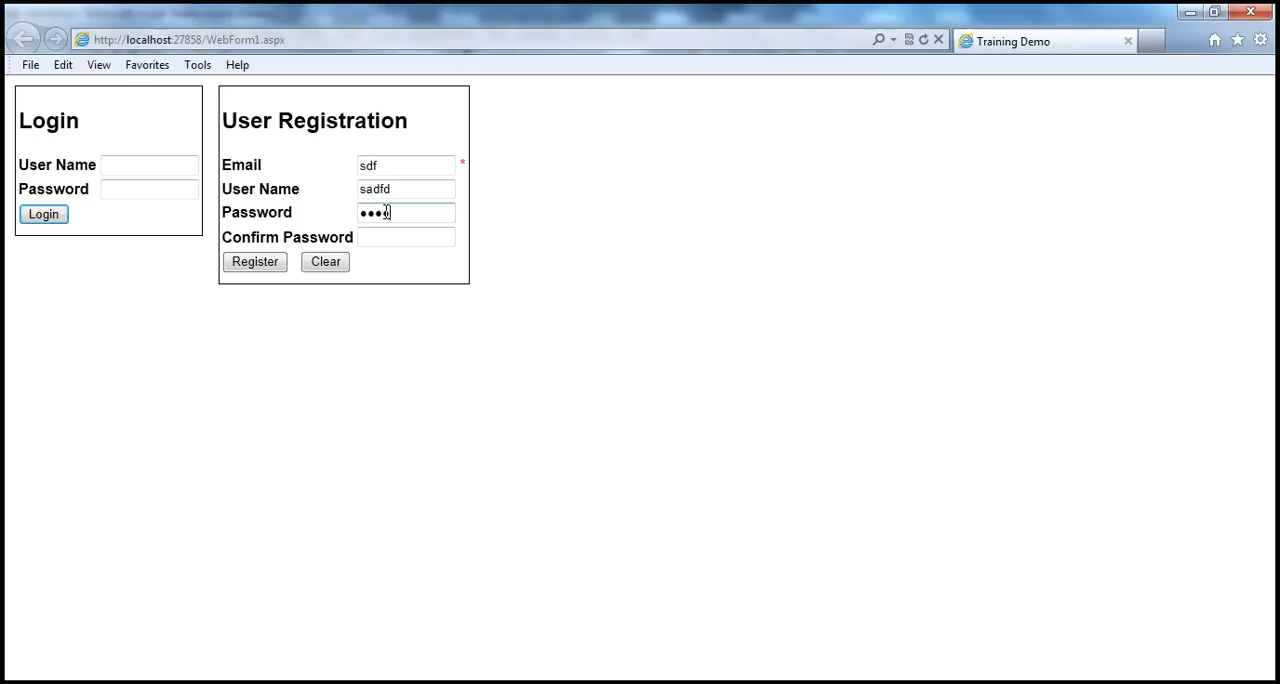 http://localhost:27858/WebForm1.aspx
Training Demo
File Edit View Favorites Tools Help
Login
User Name
Password
Login
User Registration
Email sdf *
User Name sadfd
Password ••••
Confirm Password
Register Clear